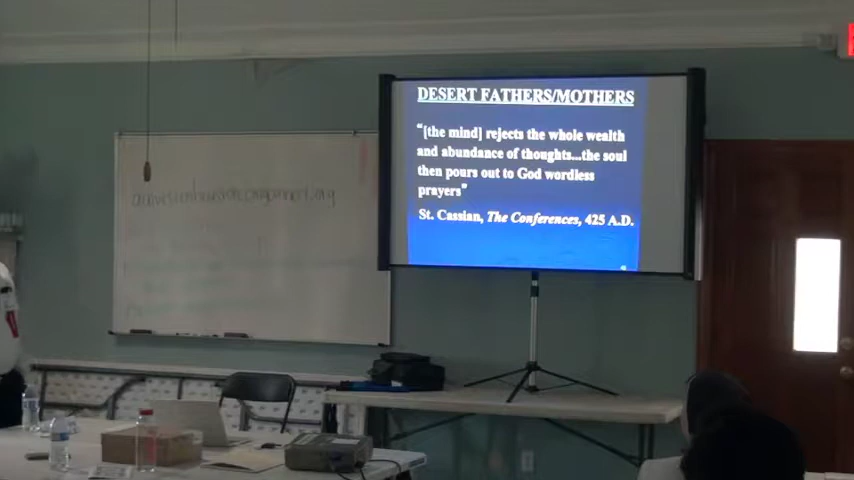 DESERT FATHERS/MOTHERS
“[the mind] rejects the whole wealth
and abundance of thoughts...the soul
then pours out to God wordless
prayers”
St. Cassian, The Conferences, 425 A.D.